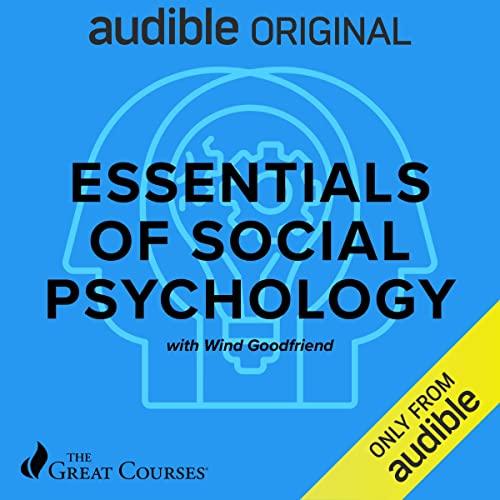 audible ORIGINAL
ESSENTIALS
OF SOCIAL
PSYCHOLOGY
with Wind Goodfriend
ONLY FROM
audible
THE
GREAT COURSES®